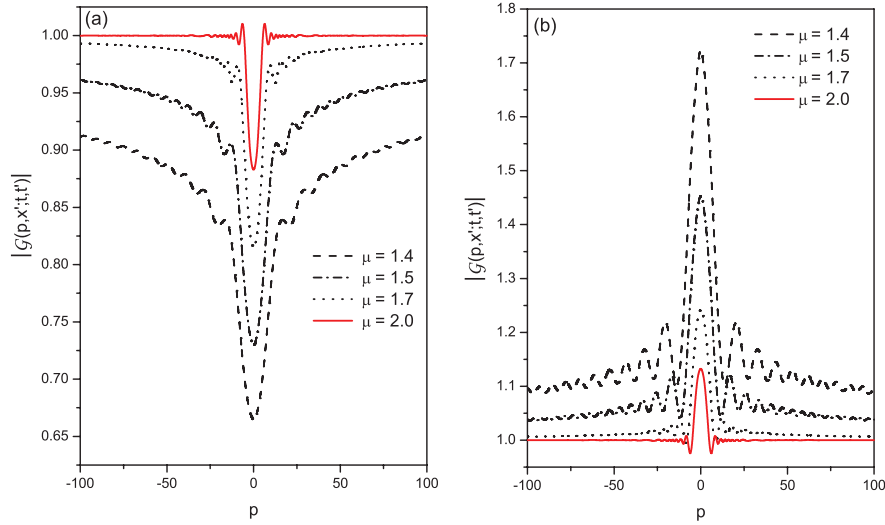 (a)
1.00
0.95
0.90
0.85
0.80
0.75
0.70
0.65
|𝒢(p,x';t,t')|
μ = 1.4
μ = 1.5
μ = 1.7
μ = 2.0
-100
-50
0
50
100
p
(b)
1.8
1.7
1.6
1.5
1.4
1.3
1.2
1.1
1.0
|𝒢(p,x';t,t')|
μ = 1.4
μ = 1.5
μ = 1.7
μ = 2.0
-100
-50
0
50
100
p